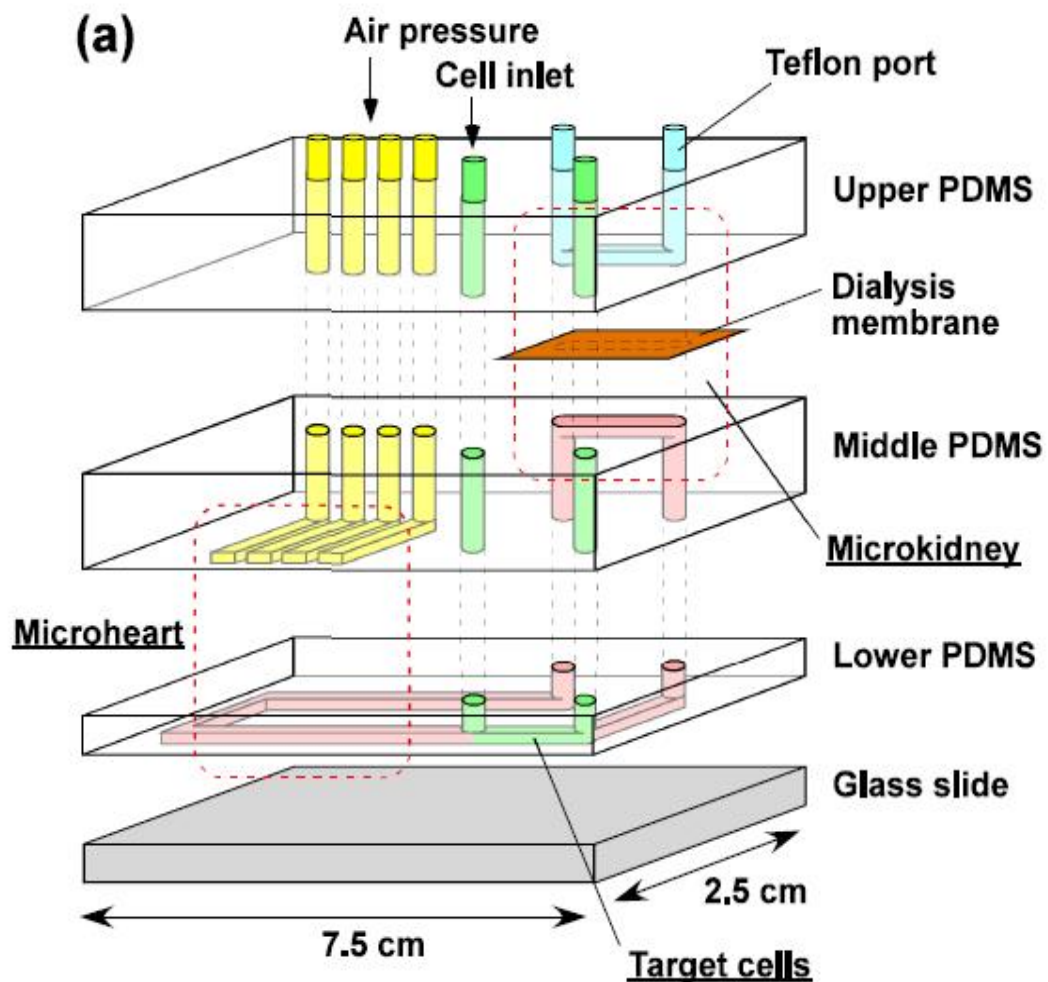 (a)
Air pressure
Cell inlet
Teflon port
Upper PDMS
Dialysis
membrane
Middle PDMS
Microkidney
Microheart
Lower PDMS
Glass slide
2.5 cm
7.5 cm
Target cells